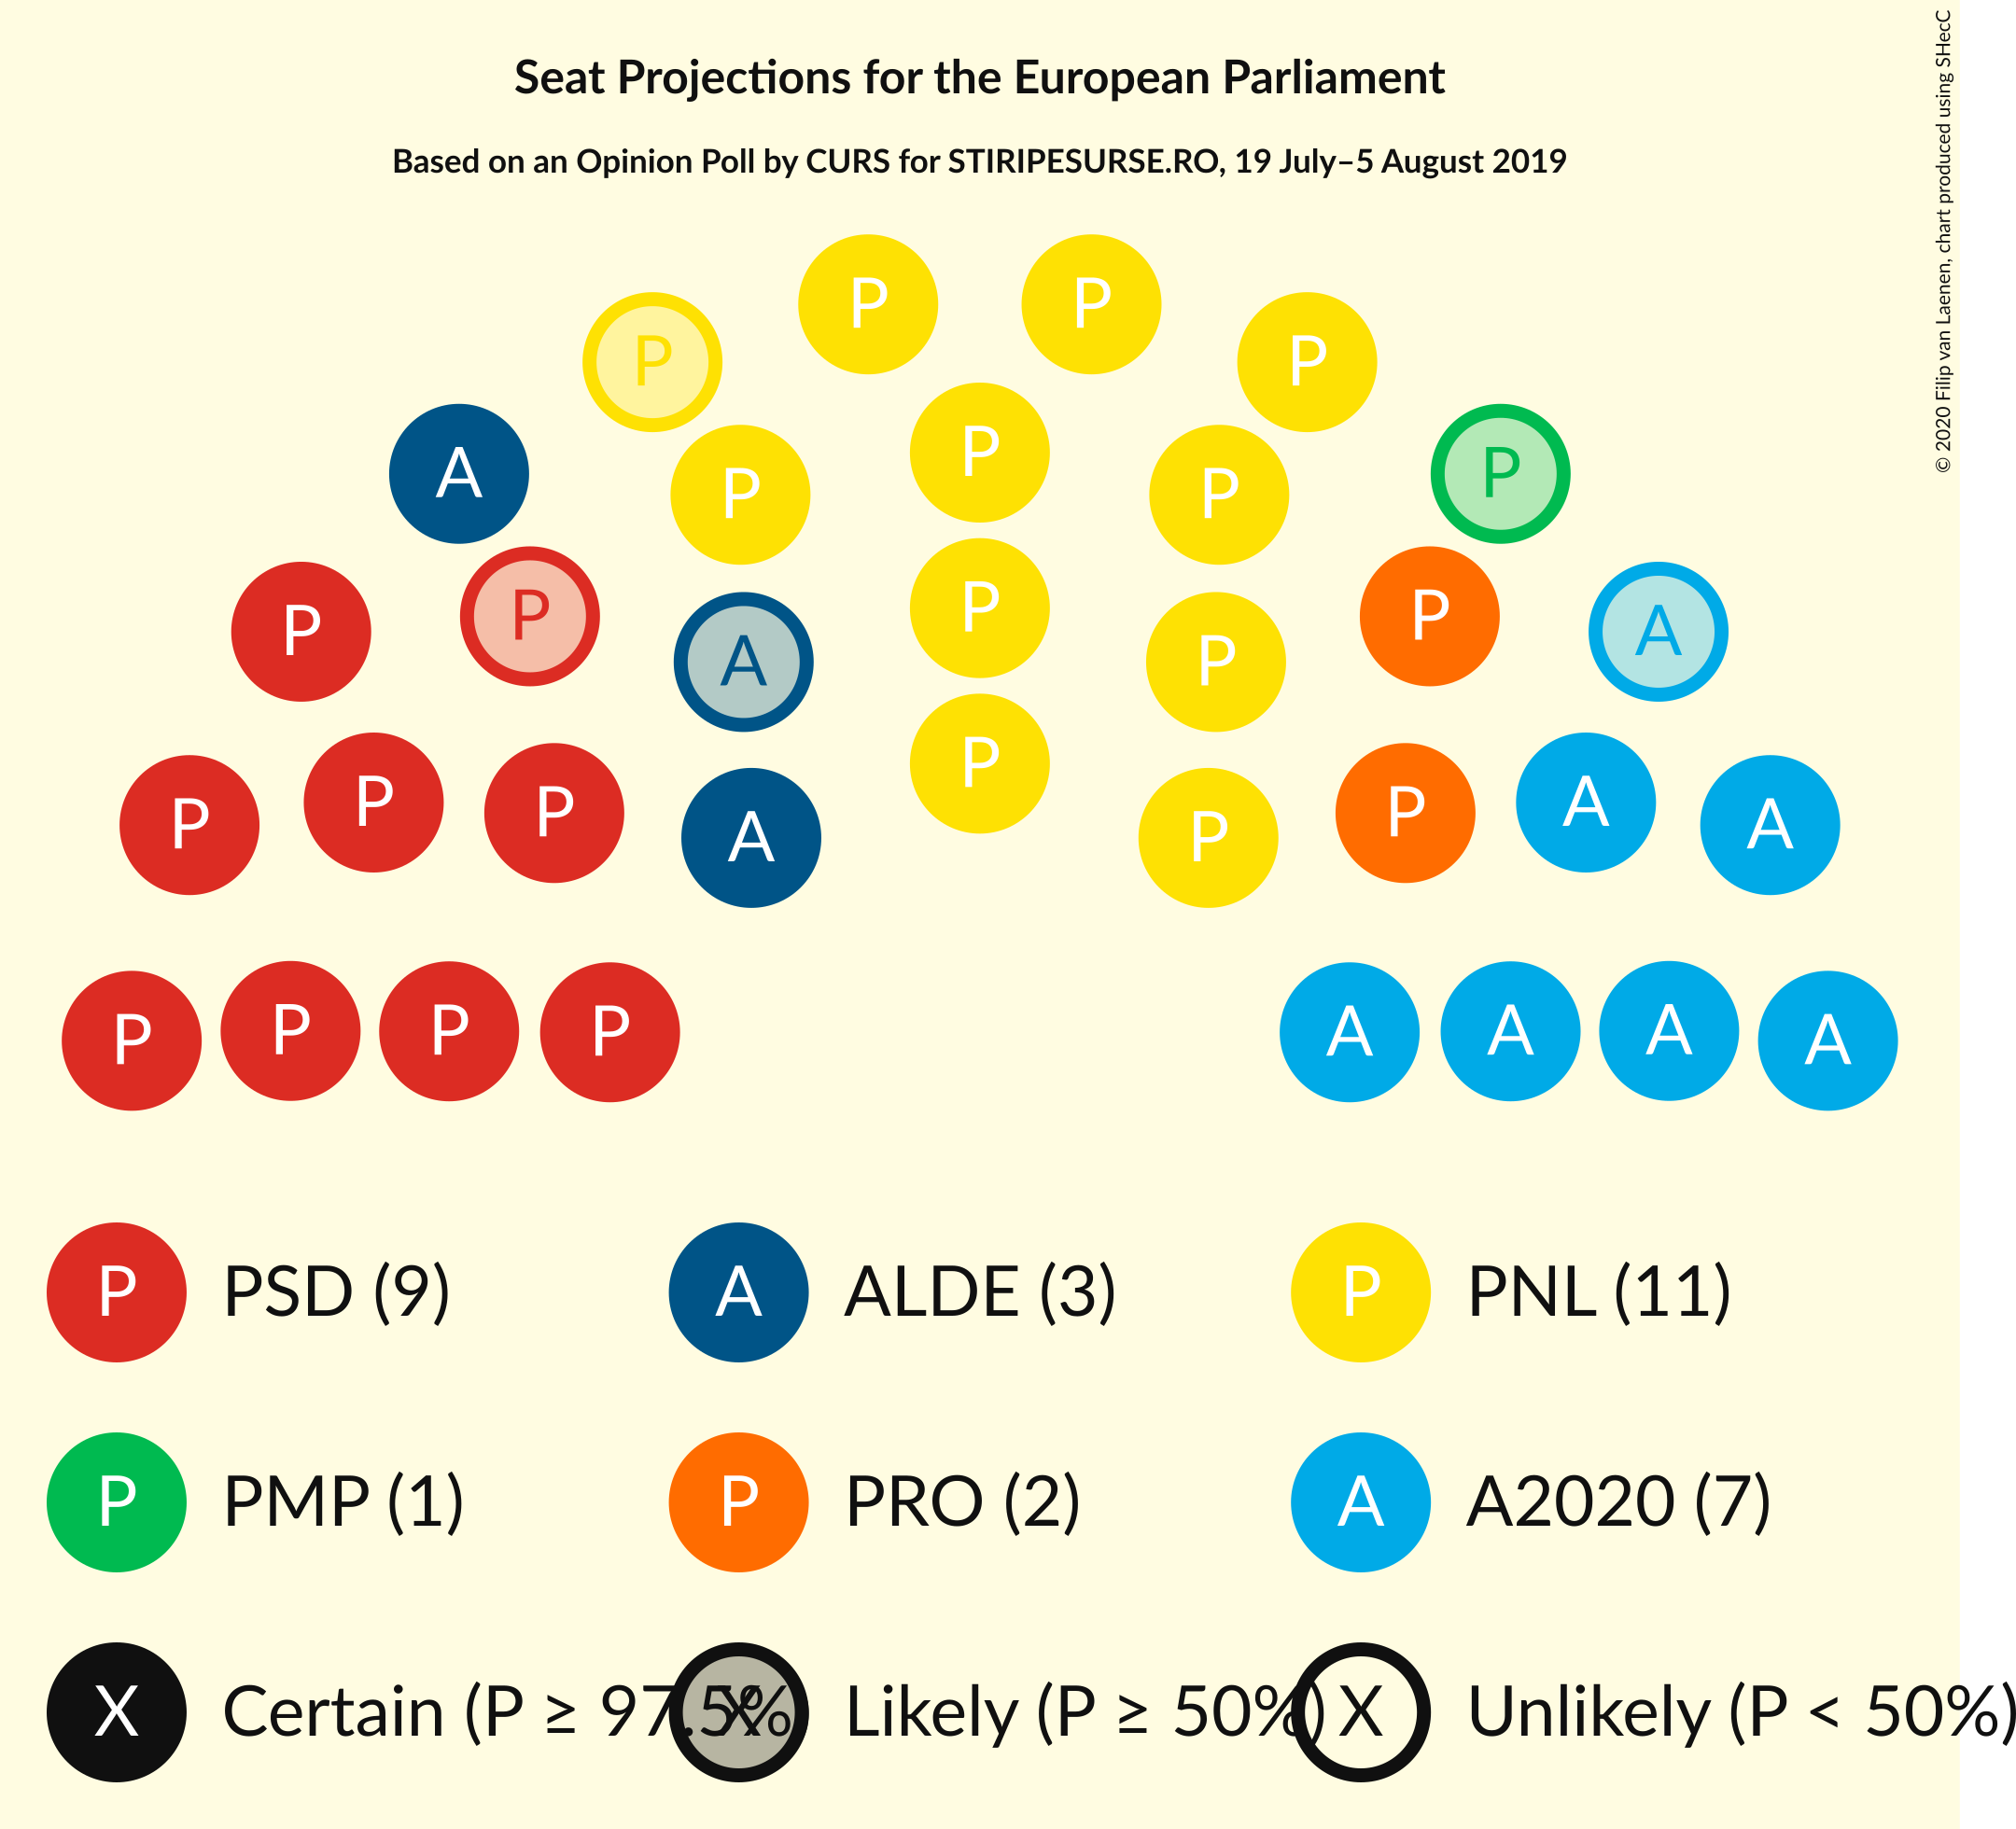 Seat Projections for the European Parliament
Based on an Opinion Poll by CURS for STIRIPESURSE.RO, 19 July–5 August 2019
© 2020 Filip van Laenen, chart produced using SHecC
P P
P P
P
A P
P P P
P P
P A P P A
P P
P P P A A
P P
A P
P P P P A A A A
P PSD (9) A ALDE (3) P PNL (11)
P PMP (1) P PRO (2) A A2020 (7)
X Certain (P ≥ 97.5% X Likely (P ≥ 50%) X Unlikely (P < 50%)